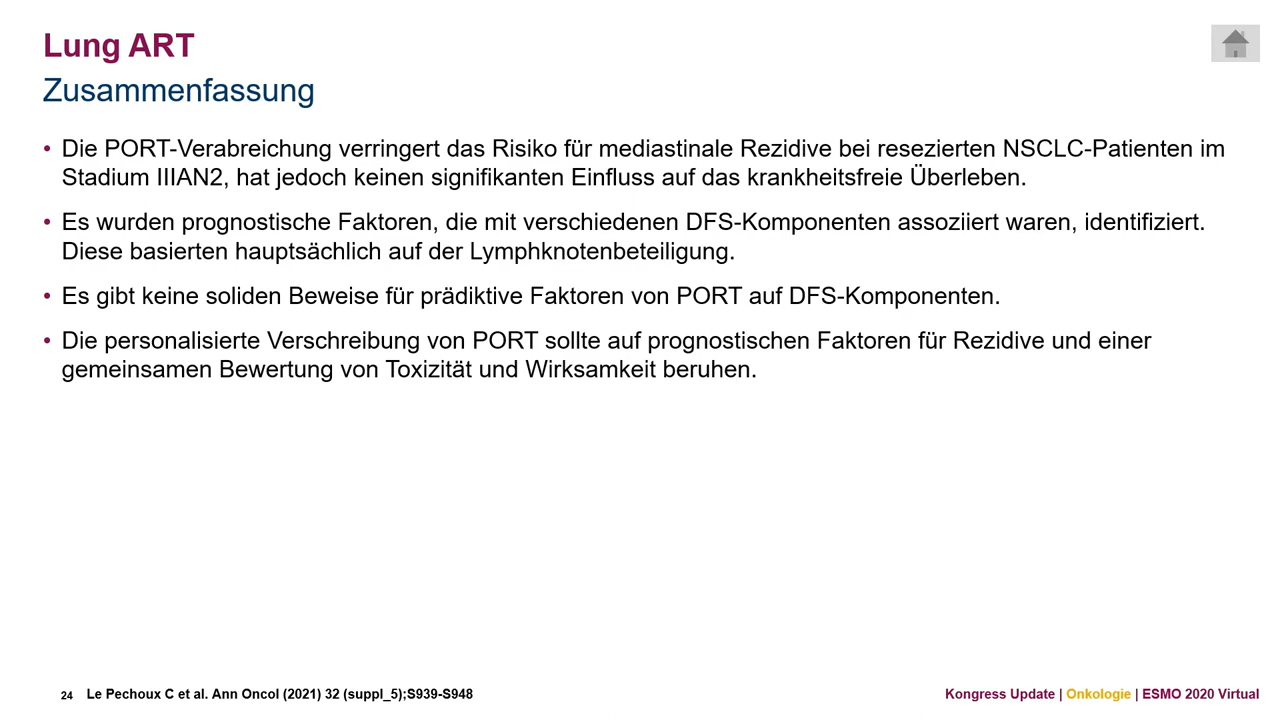 Lung ART
Zusammenfassung
• Die PORT-Verabreichung verringert das Risiko für mediastinale Rezidive bei resezierten NSCLC-Patienten im
Stadium IIIAN2, hat jedoch keinen signifikanten Einfluss auf das krankheitsfreie Überleben.
• Es wurden prognostische Faktoren, die mit verschiedenen DFS-Komponenten assoziiert waren, identifiziert.
Diese basierten hauptsächlich auf der Lymphknotenbeteiligung.
• Es gibt keine soliden Beweise für prädiktive Faktoren von PORT auf DFS-Komponenten.
• Die personalisierte Verschreibung von PORT sollte auf prognostischen Faktoren für Rezidive und einer
gemeinsamen Bewertung von Toxizität und Wirksamkeit beruhen.
24 Le Pechoux C et al. Ann Oncol (2021) 32 (suppl_5);S939-S948
Kongress Update | Onkologie | ESMO 2020 Virtual